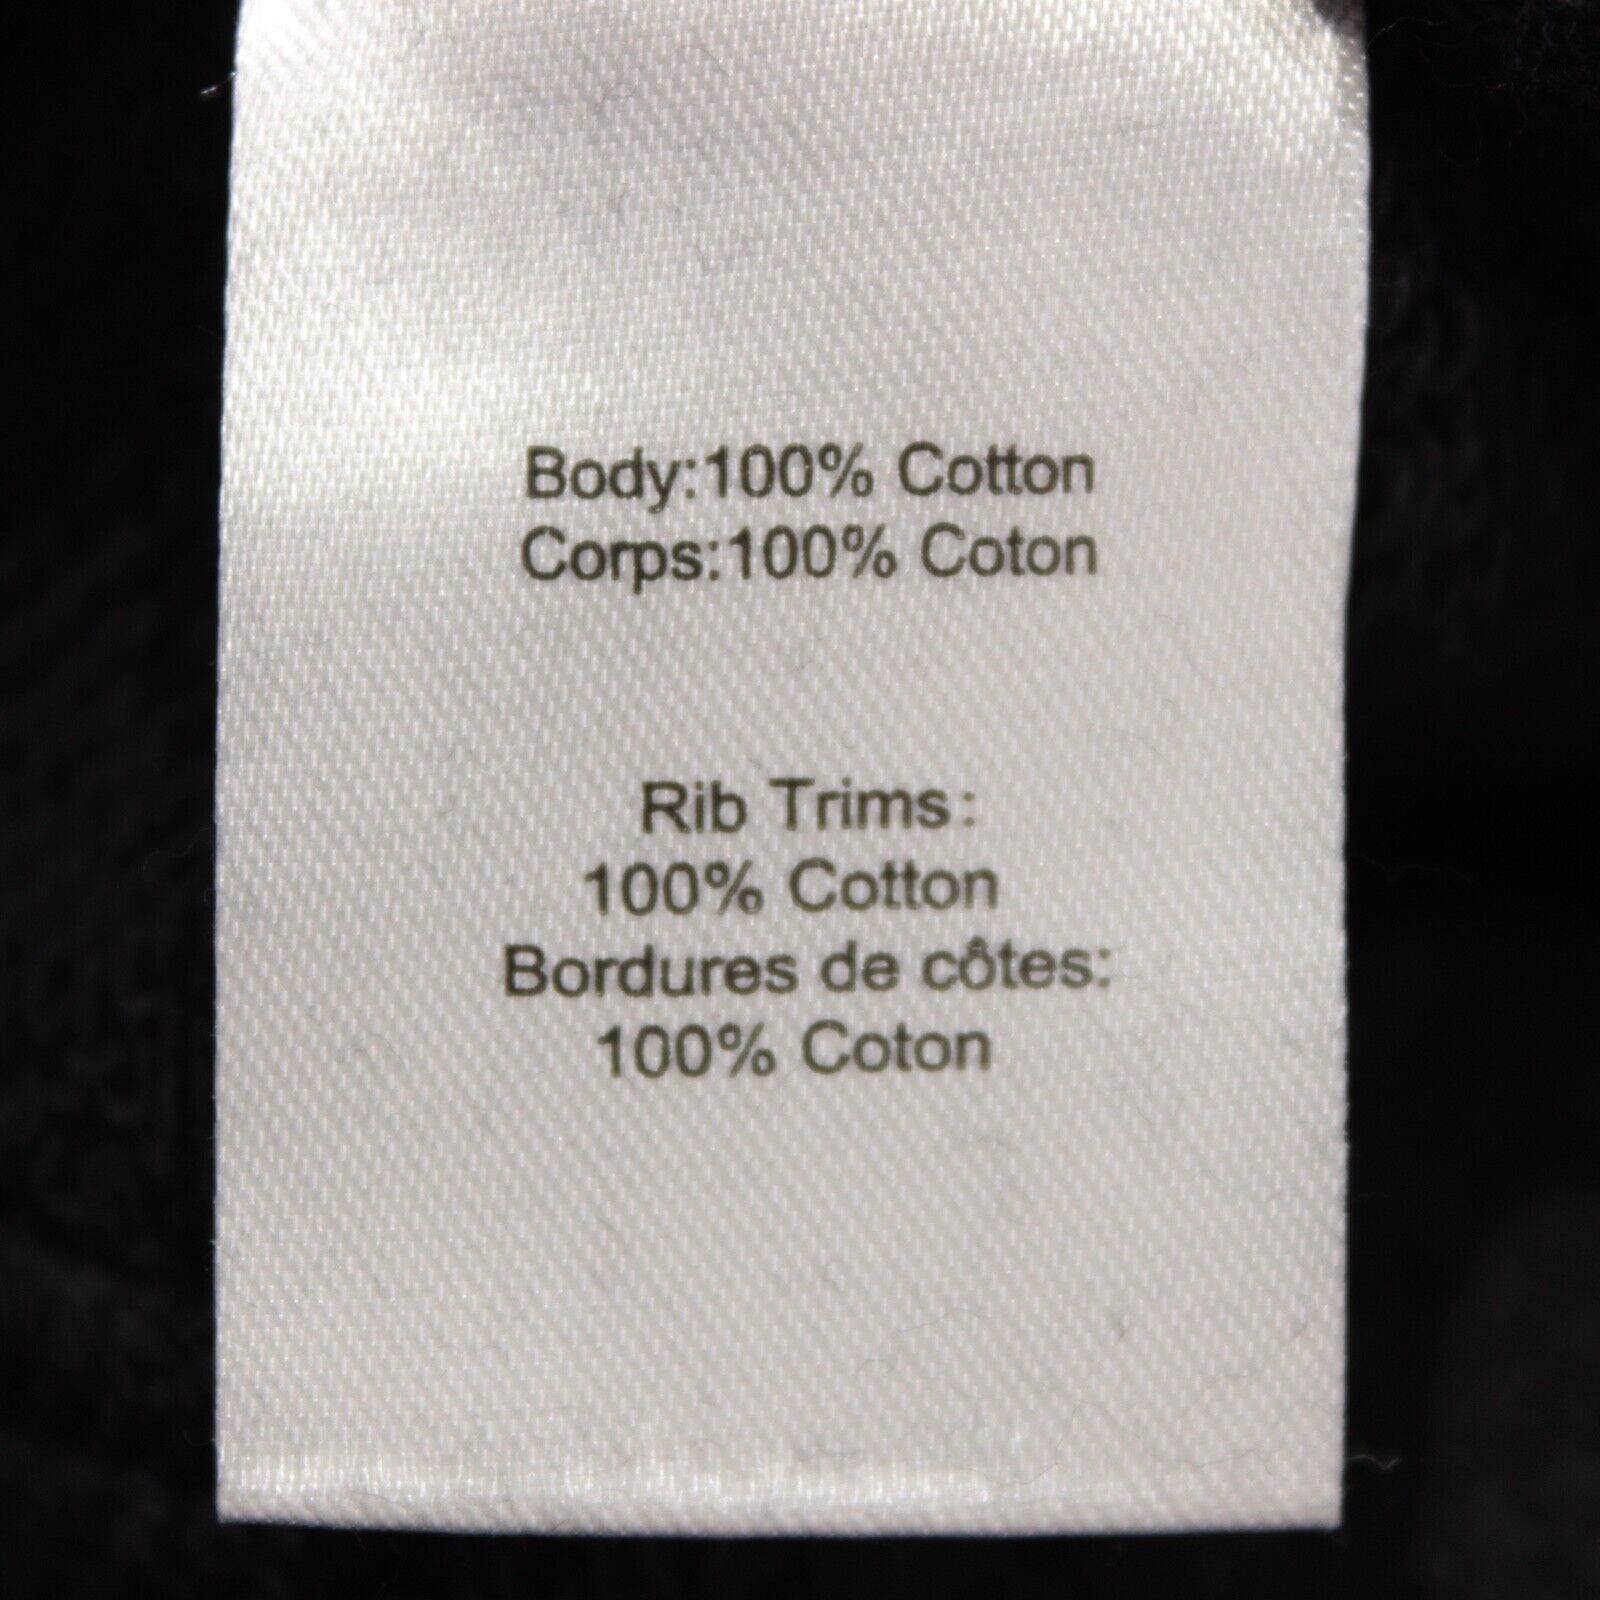 Body:100% Cotton
Corps:100% Coton
Rib Trims:
100% Cotton
Bordures de côtes:
100% Coton